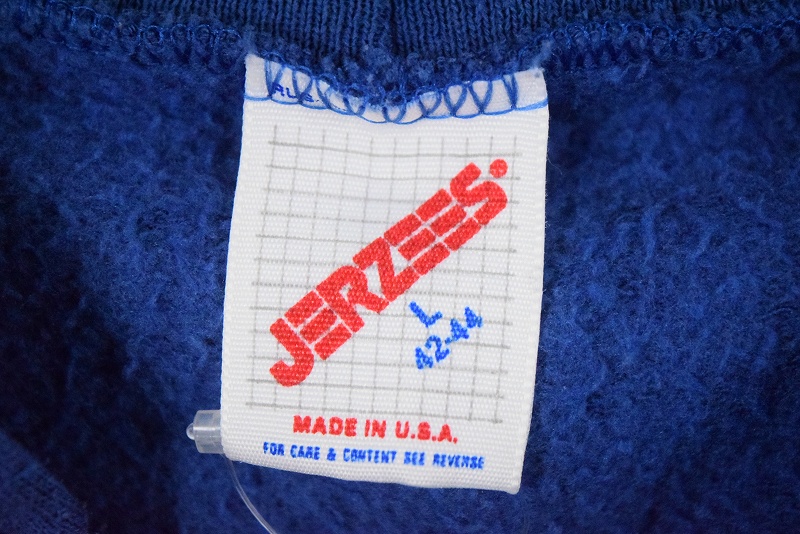 JERZEES
L
42-44
MADE IN U.S.A.
FOR CARE & CONTENT SEE REVERSE